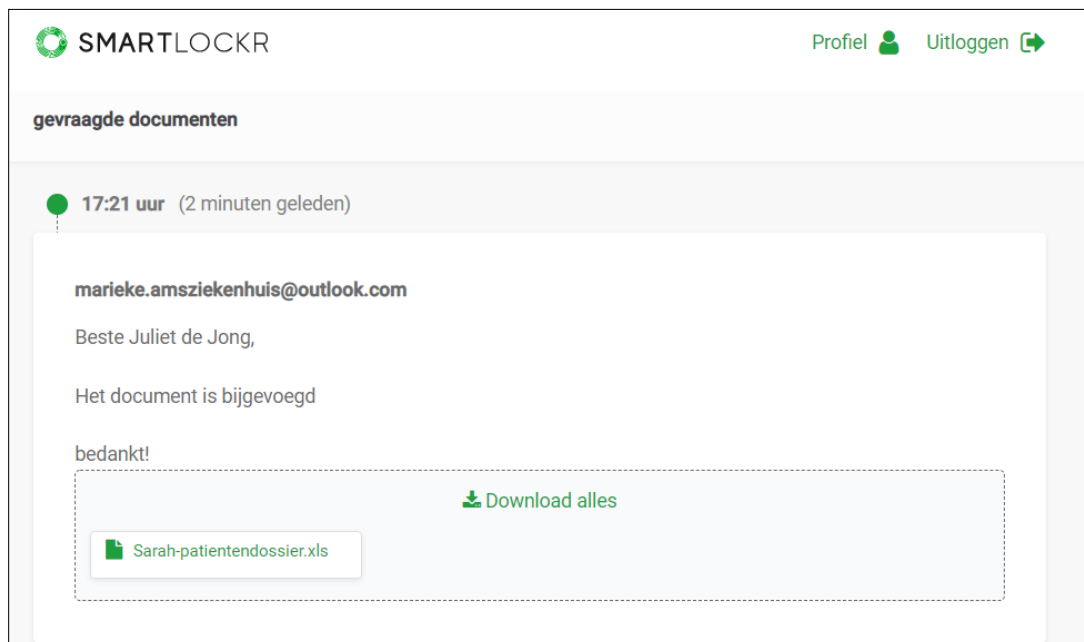 SMARTLOCKR
Profiel Uitloggen
gevraagde documenten
17:21 uur (2 minuten geleden)
marieke.amsziekenhuis@outlook.com
Beste Juliet de Jong,
Het document is bijgevoegd
bedankt!
Download alles
Sarah-patientendossier.xls